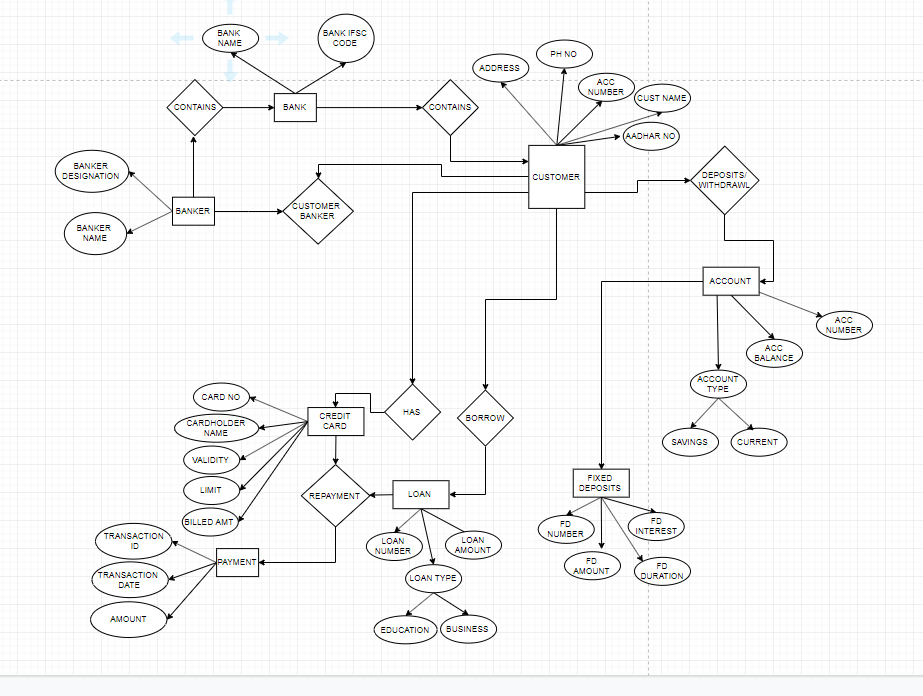 BANK
NAME
BANK IFSC
CODE
PH NO
ADDRESS
ACC
NUMBER
CUST NAME
CONTAINS
BANK
CONTAINS
AADHAR NO
BANKER
DESIGNATION
CUSTOMER
DEPOSITS/
WITHDRAWL
BANKER
CUSTOMER
BANKER
BANKER
NAME
ACCOUNT
ACC
NUMBER
ACC
BALANCE
ACCOUNT
TYPE
CARD NO
CREDIT
CARD
HAS
BORROW
CARDHOLDER
NAME
SAVINGS
CURRENT
VALIDITY
LIMIT
REPAYMENT
LOAN
FIXED
DEPOSITS
BILLED AMT
FD
NUMBER
FD
INTEREST
TRANSACTION
ID
LOAN
NUMBER
LOAN
AMOUNT
PAYMENT
FD
AMOUNT
FD
DURATION
TRANSACTION
DATE
LOAN TYPE
AMOUNT
EDUCATION
BUSINESS